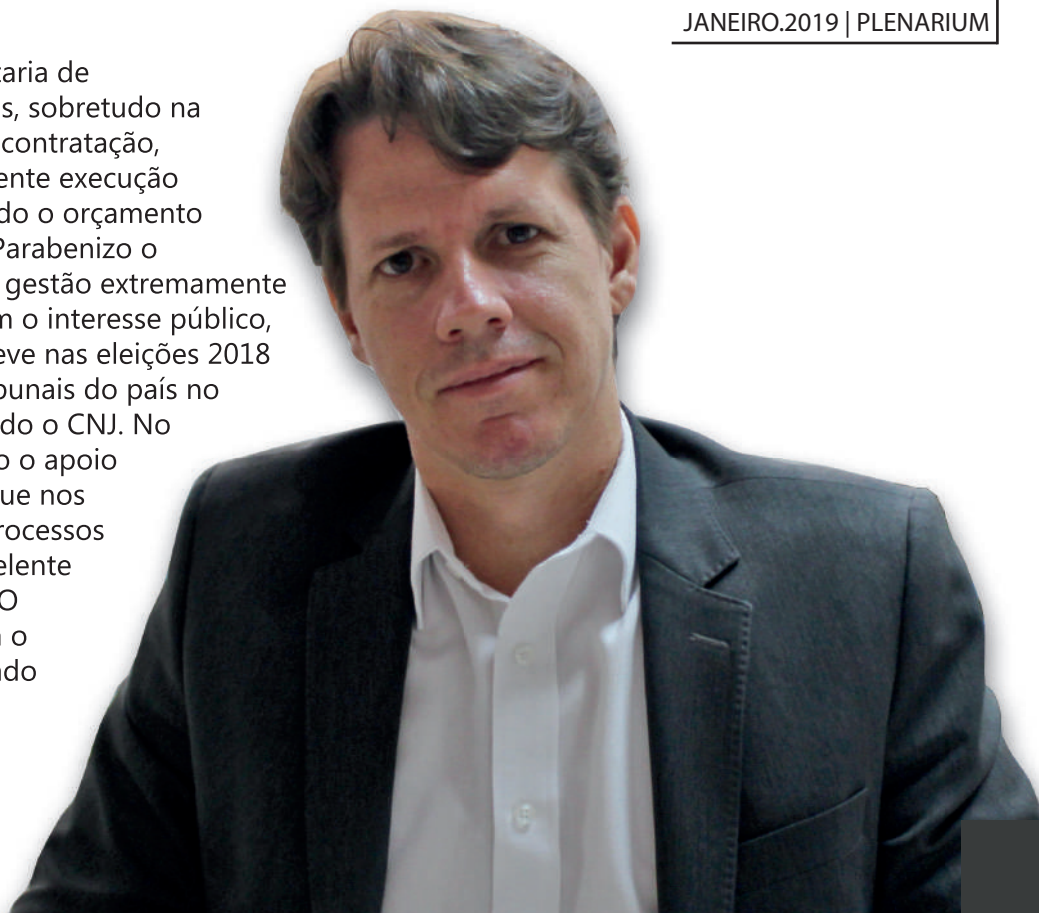 JANEIRO.2019 | PLENARIUM
taria de
s, sobretudo na
contratação,
ente execução
do o orçamento
Parabenizo o
gestão extremamente
m o interesse público,
eve nas eleições 2018
bunais do país no
do o CNJ. No
o o apoio
ue nos
rocessos
elente
O
o
ndo